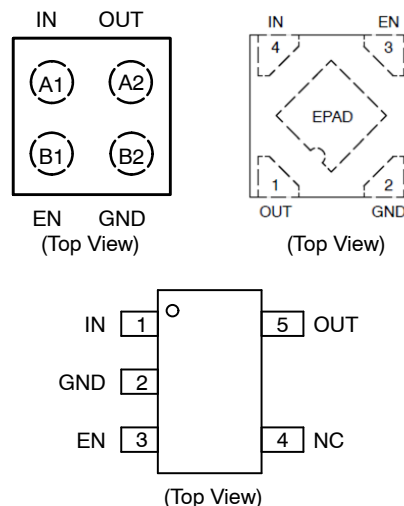 IN OUT
A1 A2
B1 B2
EN GND
(Top View)
IN EN
4 3
EPAD
1 2
OUT GND
(Top View)
IN 1 5 OUT
GND 2
EN 3 4 NC
(Top View)